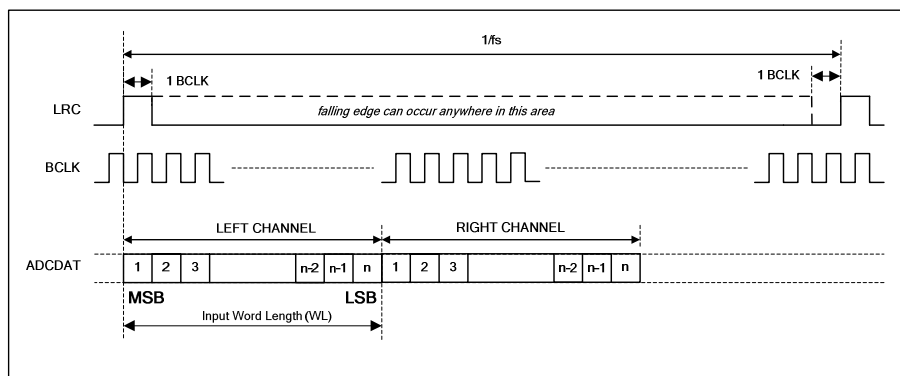 1/fs
1 BCLK
1 BCLK
LRC
falling edge can occur anywhere in this area
BCLK
LEFT CHANNEL
RIGHT CHANNEL
ADCDAT
1 2 3 n-2 n-1 n 1 2 3 n-2 n-1 n
MSB LSB
Input Word Length (WL)